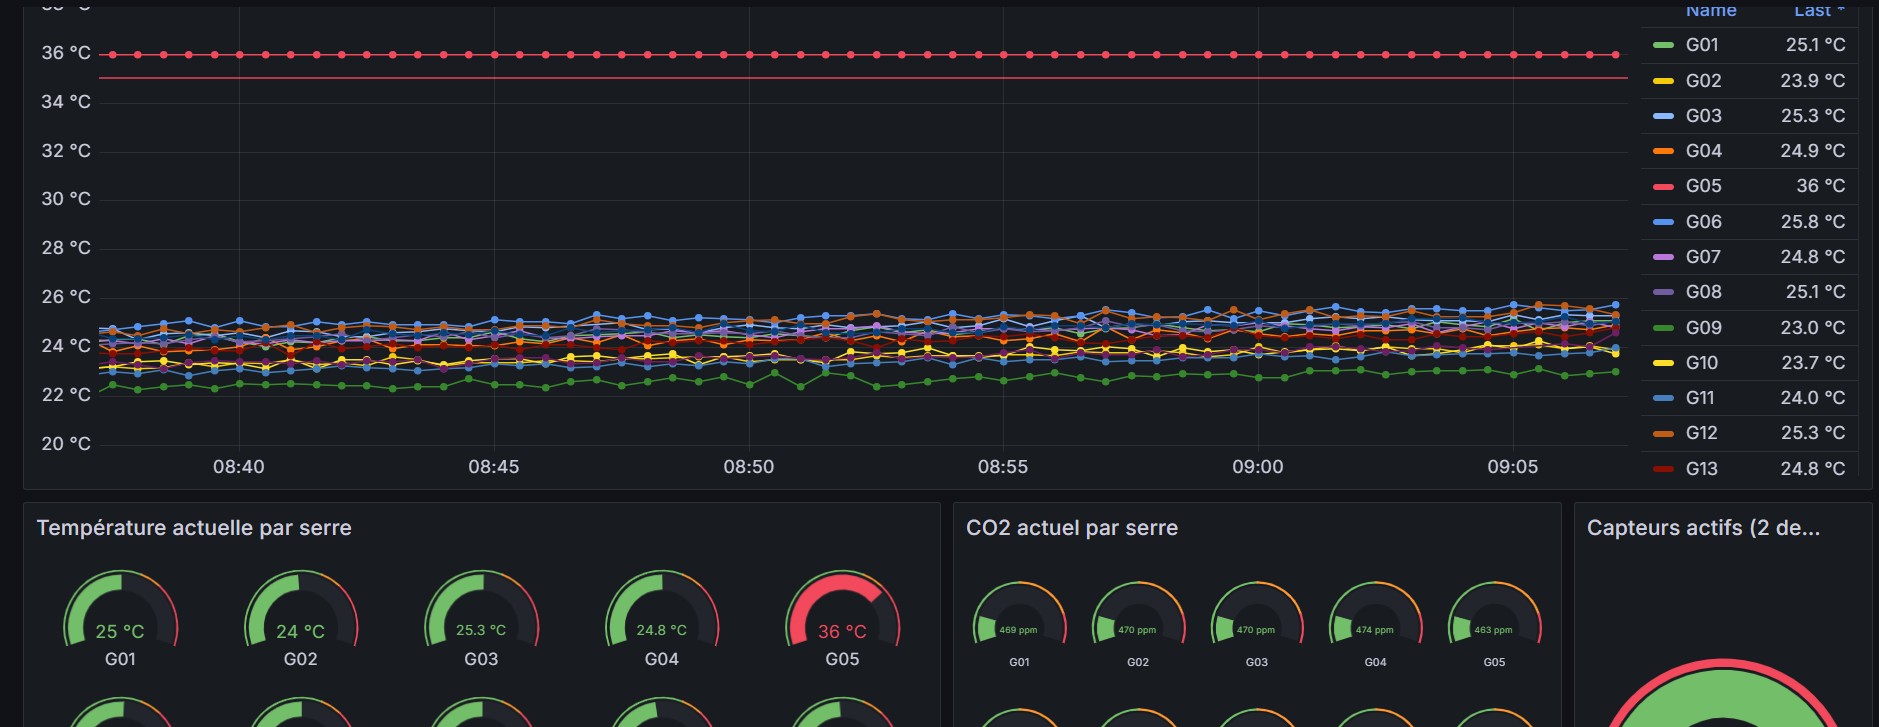 Name Last *
36 °C
34 °C
32 °C
30 °C
28 °C
26 °C
24 °C
22 °C
20 °C
08:40 08:45 08:50 08:55 09:00 09:05
G01 25.1 °C
G02 23.9 °C
G03 25.3 °C
G04 24.9 °C
G05 36 °C
G06 25.8 °C
G07 24.8 °C
G08 25.1 °C
G09 23.0 °C
G10 23.7 °C
G11 24.0 °C
G12 25.3 °C
G13 24.8 °C
Température actuelle par serre
25 °C 24 °C 25.3 °C 24.8 °C 36 °C
G01 G02 G03 G04 G05
CO2 actuel par serre
469 ppm 470 ppm 470 ppm 474 ppm 463 ppm
G01 G02 G03 G04 G05
Capteurs actifs (2 de...